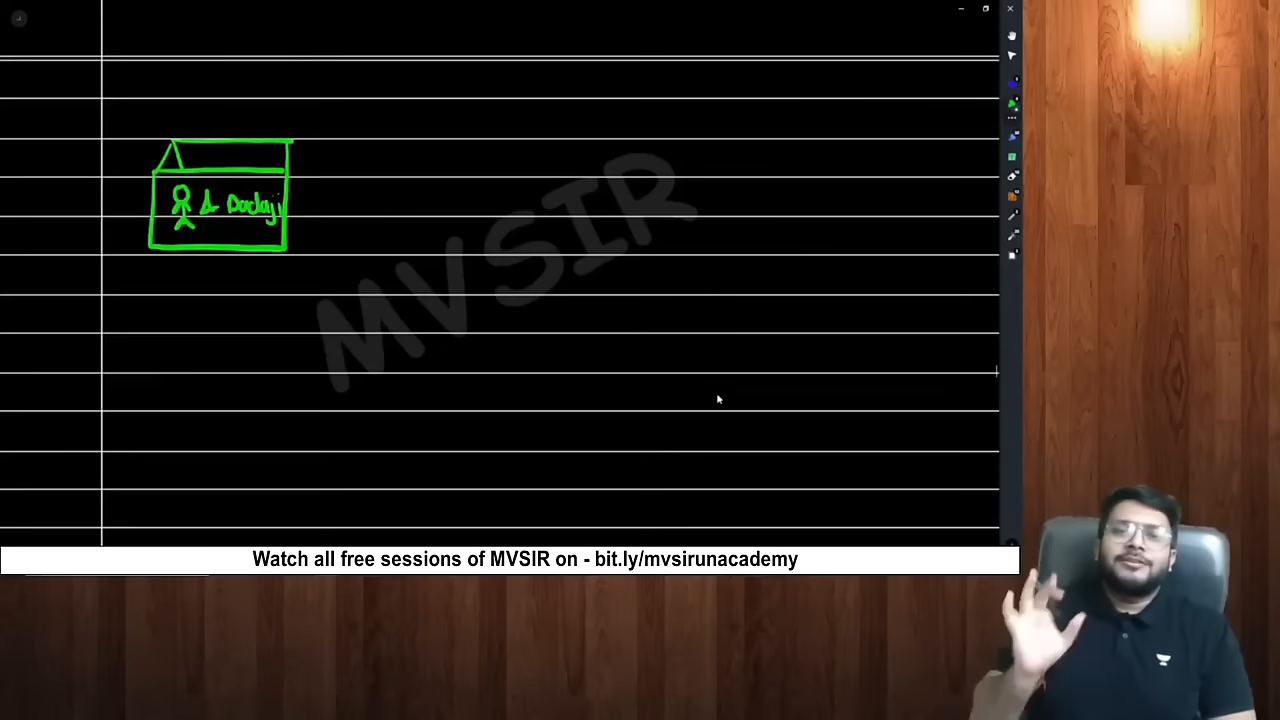 Dadaji
MVSIR
Watch all free sessions of MVSIR on - bit.ly/mvsirunacademy